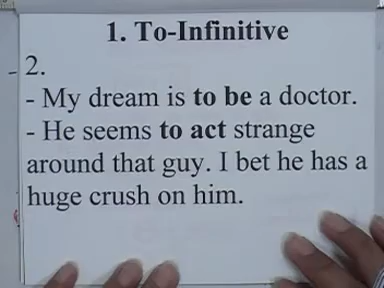 1. To-Infinitive
2.
- My dream is to be a doctor.
- He seems to act strange
around that guy. I bet he has a
huge crush on him.